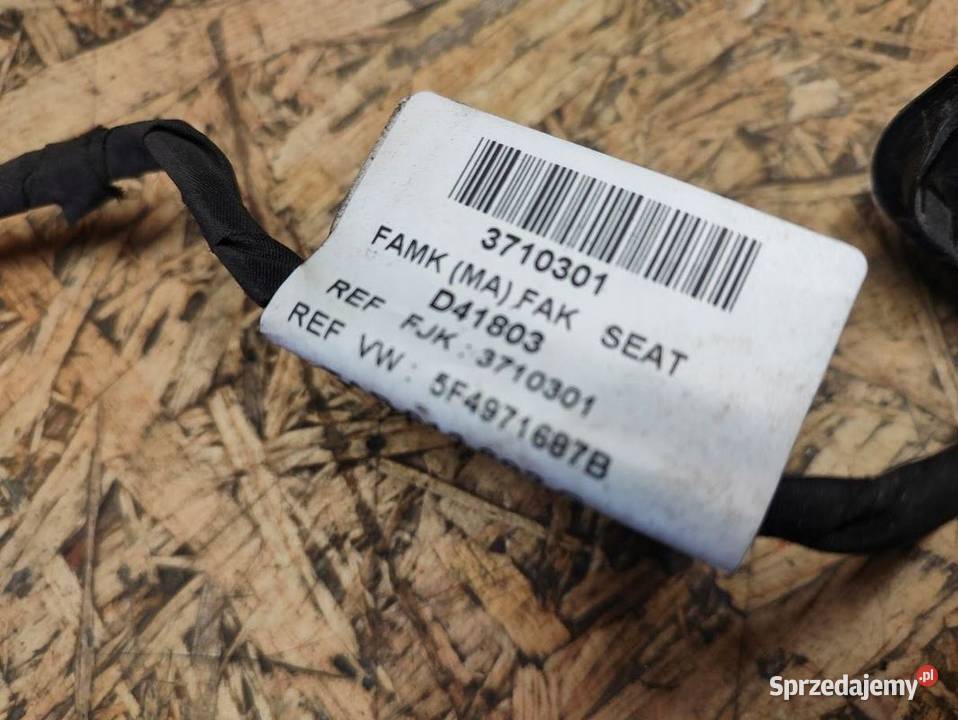 3710301
FAMK (MA) FAK SEAT
D41803
REF FJK : 3710301
REF VW : 5F4971687B
Sprzedajemy.pl